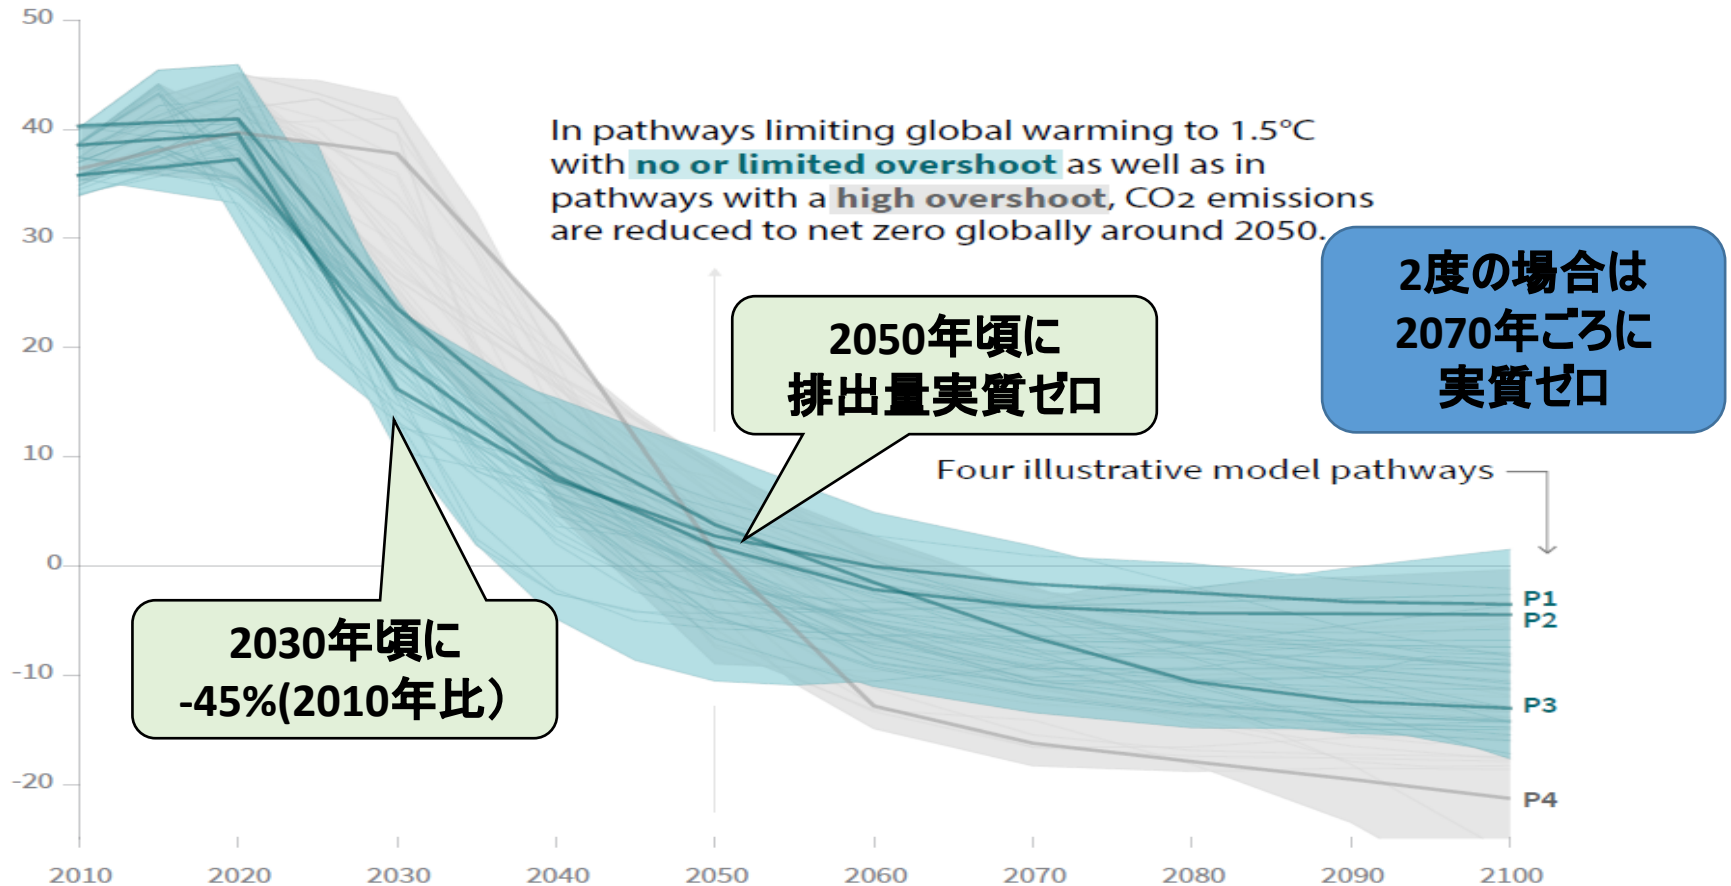 50
40
30
20
10
0
-10
-20
In pathways limiting global warming to 1.5°C
with no or limited overshoot as well as in
pathways with a high overshoot, CO2 emissions
are reduced to net zero globally around 2050.
2度の場合は
2070年ごろに
実質ゼロ
2050年頃に
排出量実質ゼロ
Four illustrative model pathways
2030年頃に
-45%(2010年比）
P1
P2
P3
P4
2010 2020 2030 2040 2050 2060 2070 2080 2090 2100